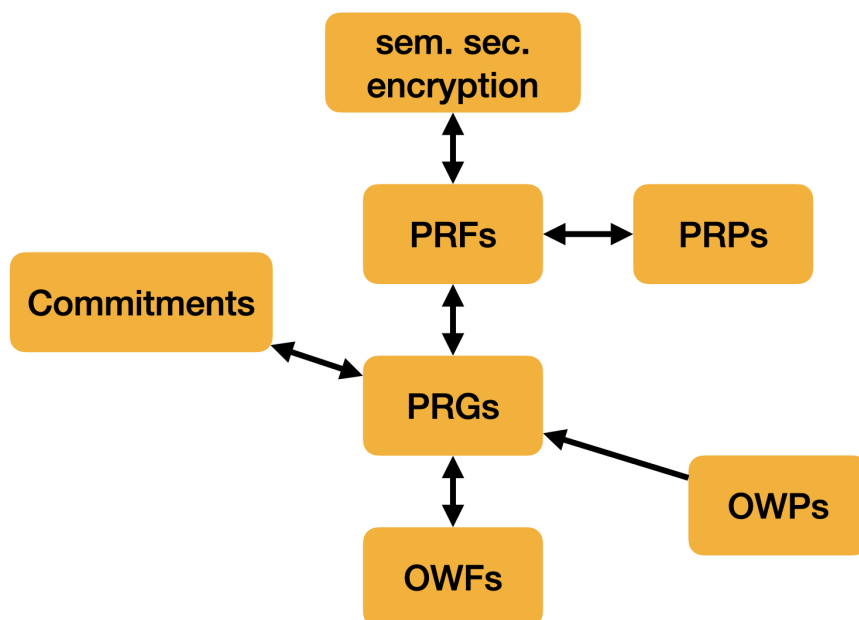 sem. sec.
encryption
PRFs
PRPs
Commitments
PRGs
OWPs
OWFs